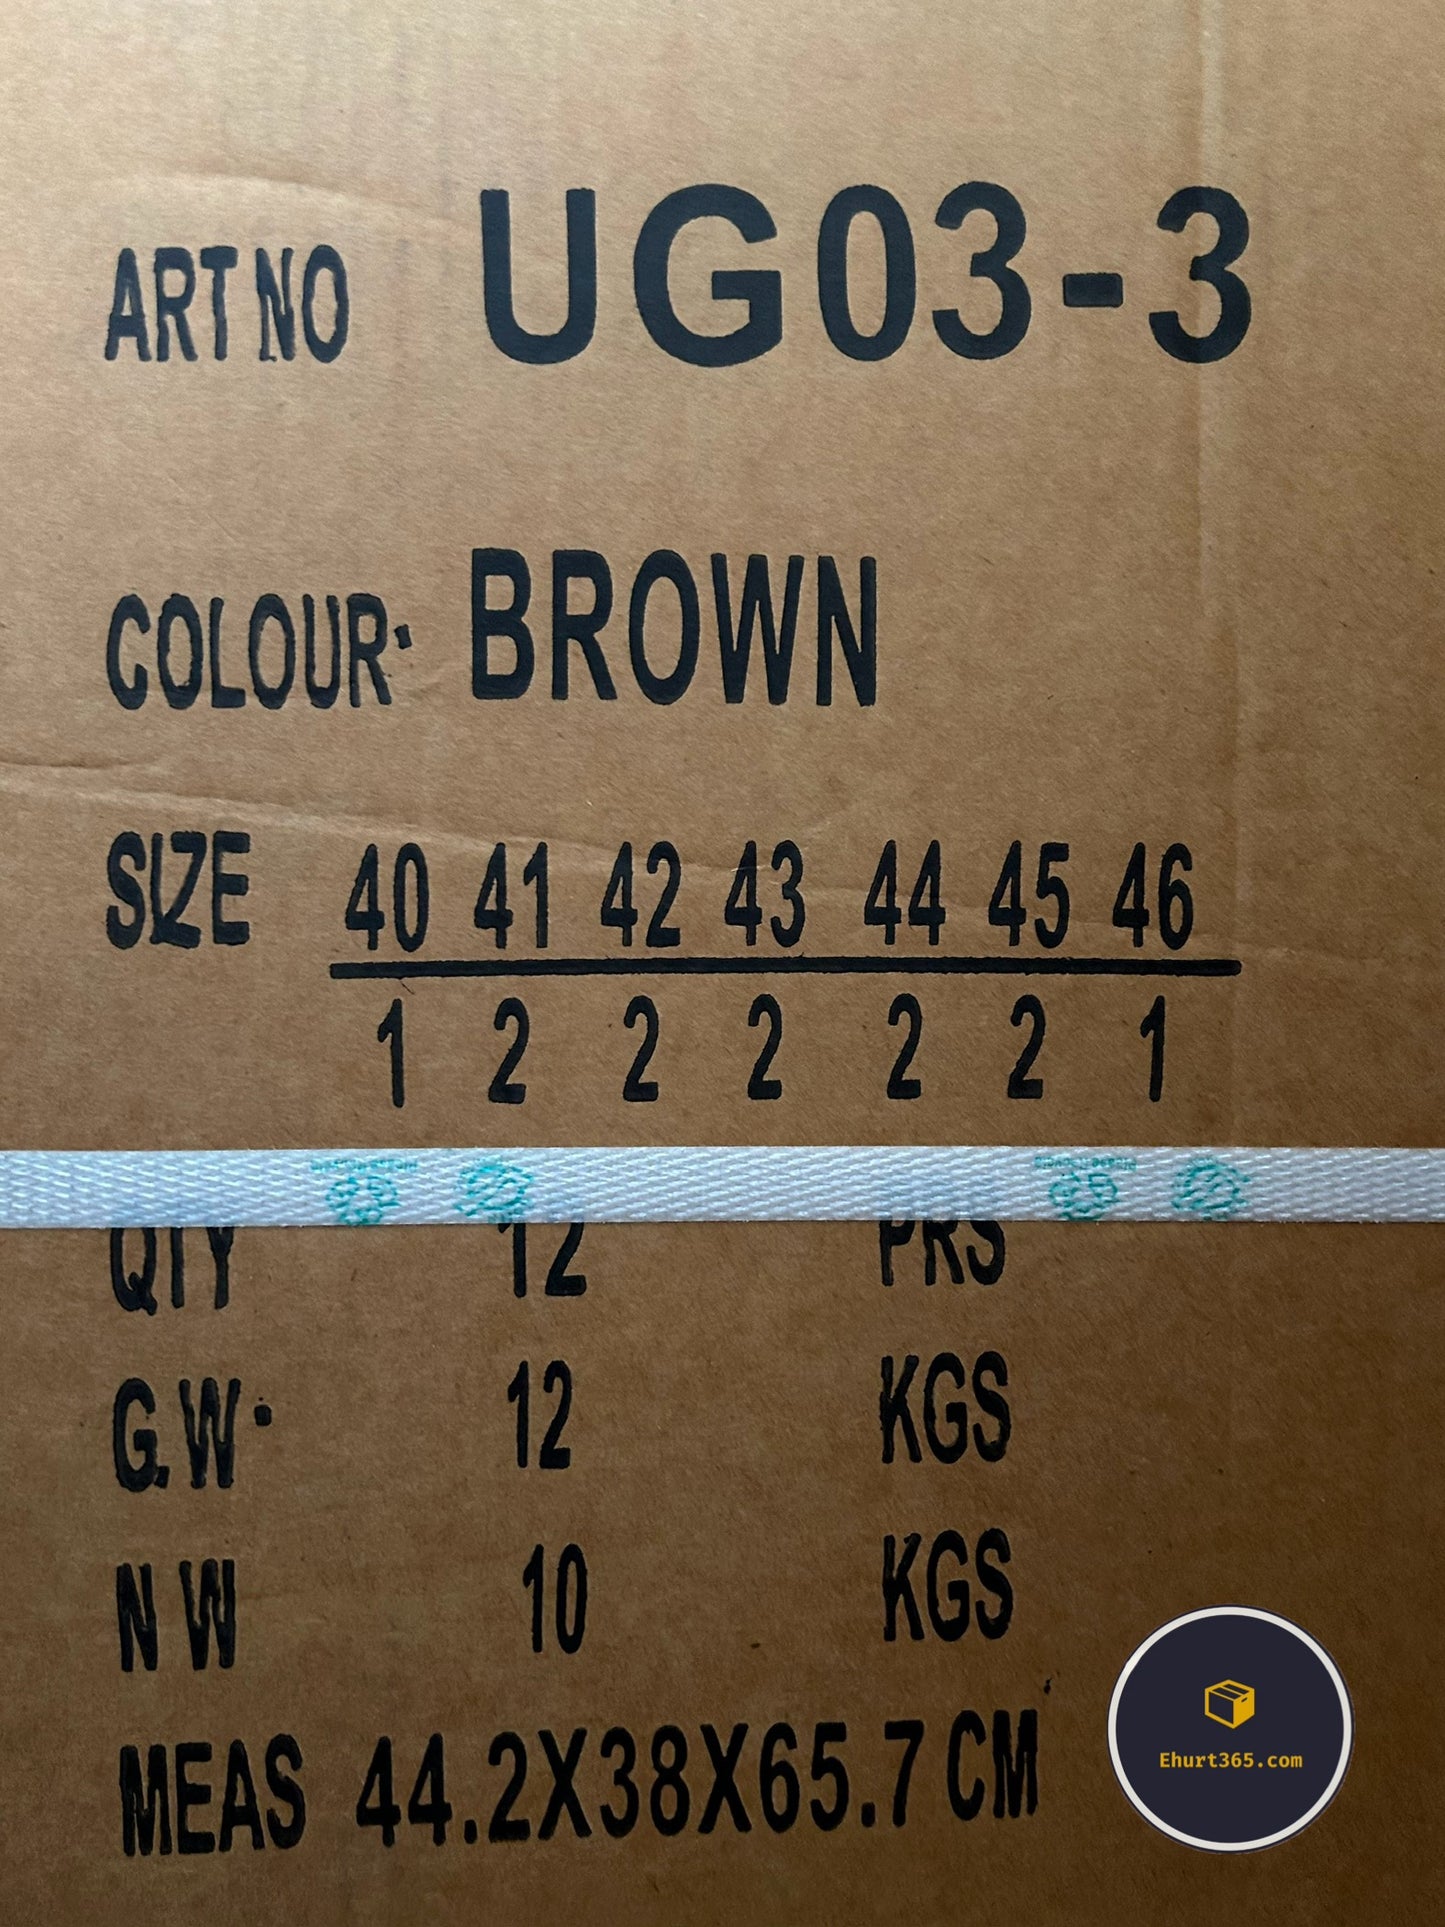 ART NO UG03-3
COLOUR: BROWN
SIZE 40 41 42 43 44 45 46
1 2 2 2 2 2 1
QTY 12 PRS
G.W. 12 KGS
N W 10 KGS
MEAS 44.2X38X65.7 CM
Ehurt365.com